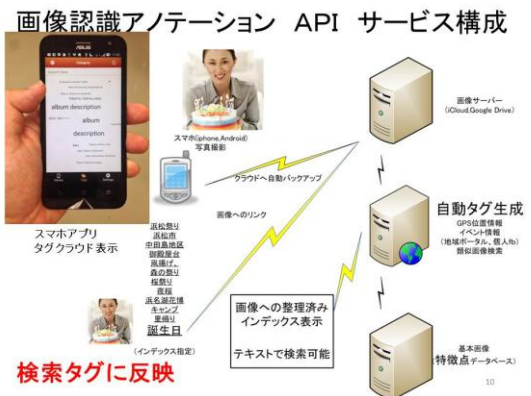 画像認識アノテーション API サービス構成
ASUS
album description
album
description
スマホアプリ
タグクラウド表示
スマホ(iphone,Android)
写真撮影
クラウドへ自動バックアップ
画像へのリンク
浜松祭り
浜松市
中田島地区
御殿屋台
凧揚げ、
森の祭り
桜祭り
夜桜
浜名湖花博
キャンプ
里帰り
誕生日
(インデックス指定)
検索タグに反映
画像への整理済み
インデックス表示
テキストで検索可能
画像サーバー
(iCloud,Google Drive)
自動タグ生成
GPS位置情報
イベント情報
(地域ポータル、個人fb)
類似画像検索
基本画像
特徴点データベース)
10